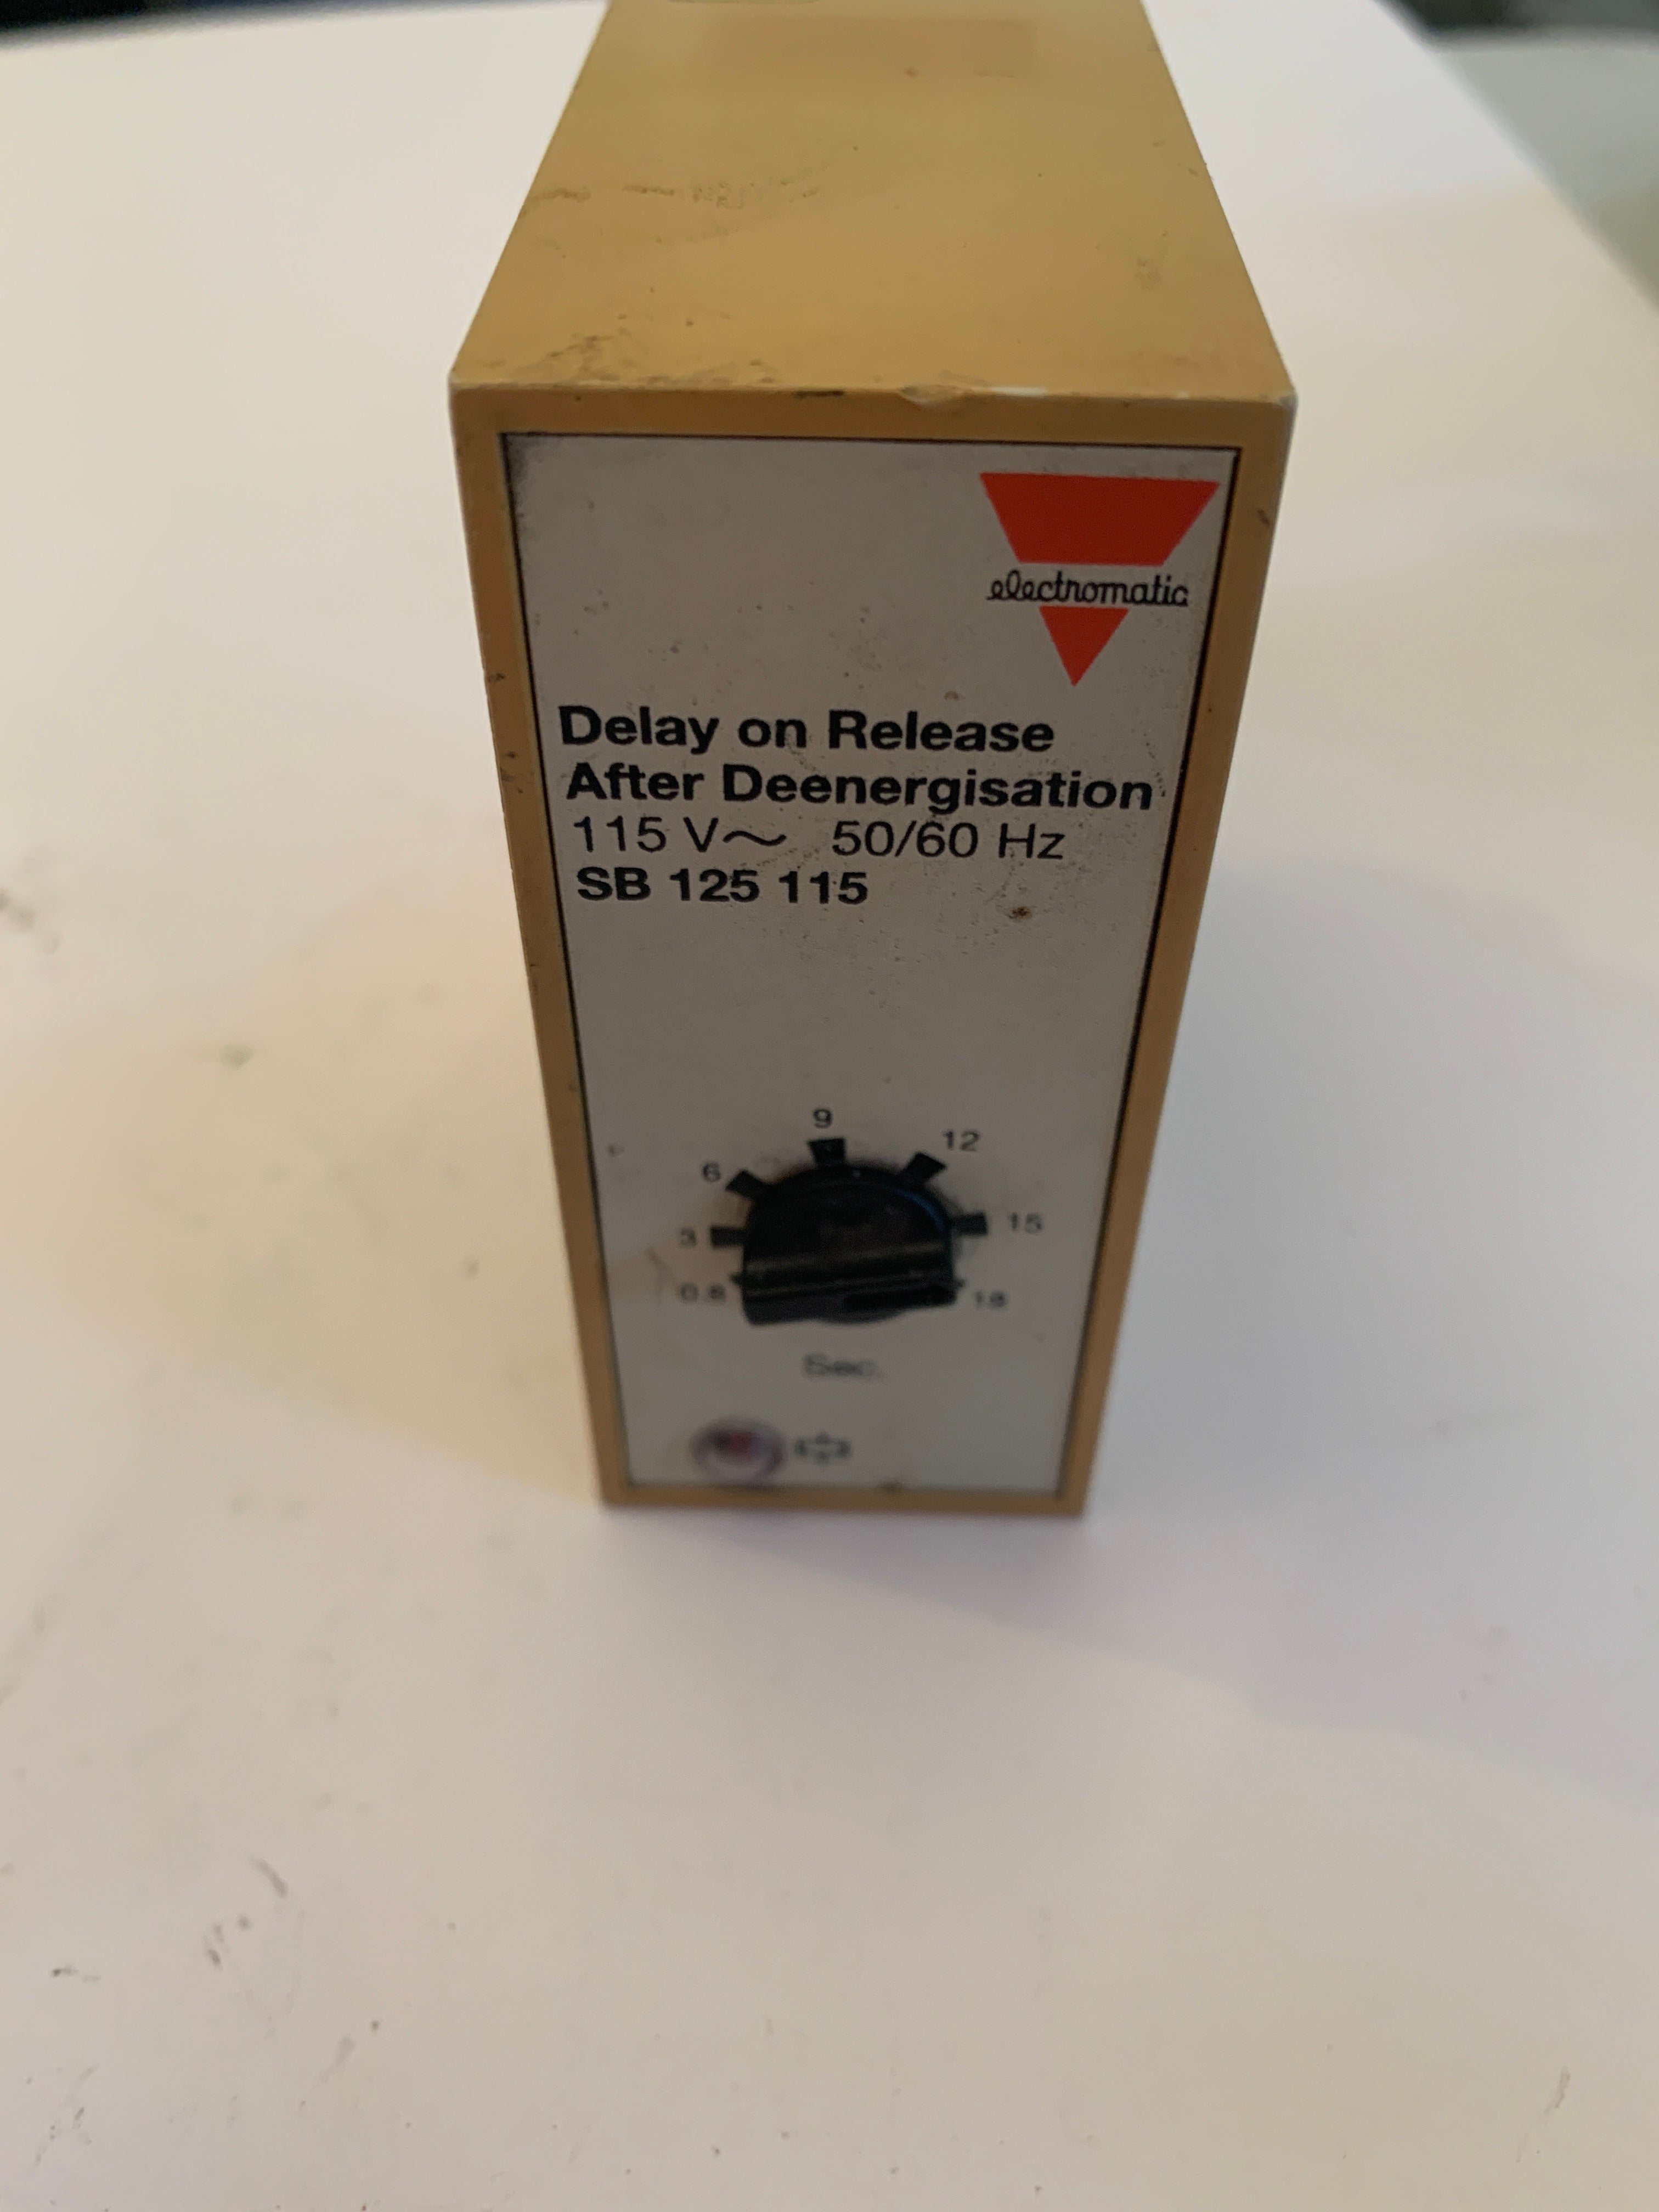 electromatic
Delay on Release
After Deenergisation
115 V~ 50/60 Hz
SB 125 115
9
12
6
15
3
0.8
18
Sec.